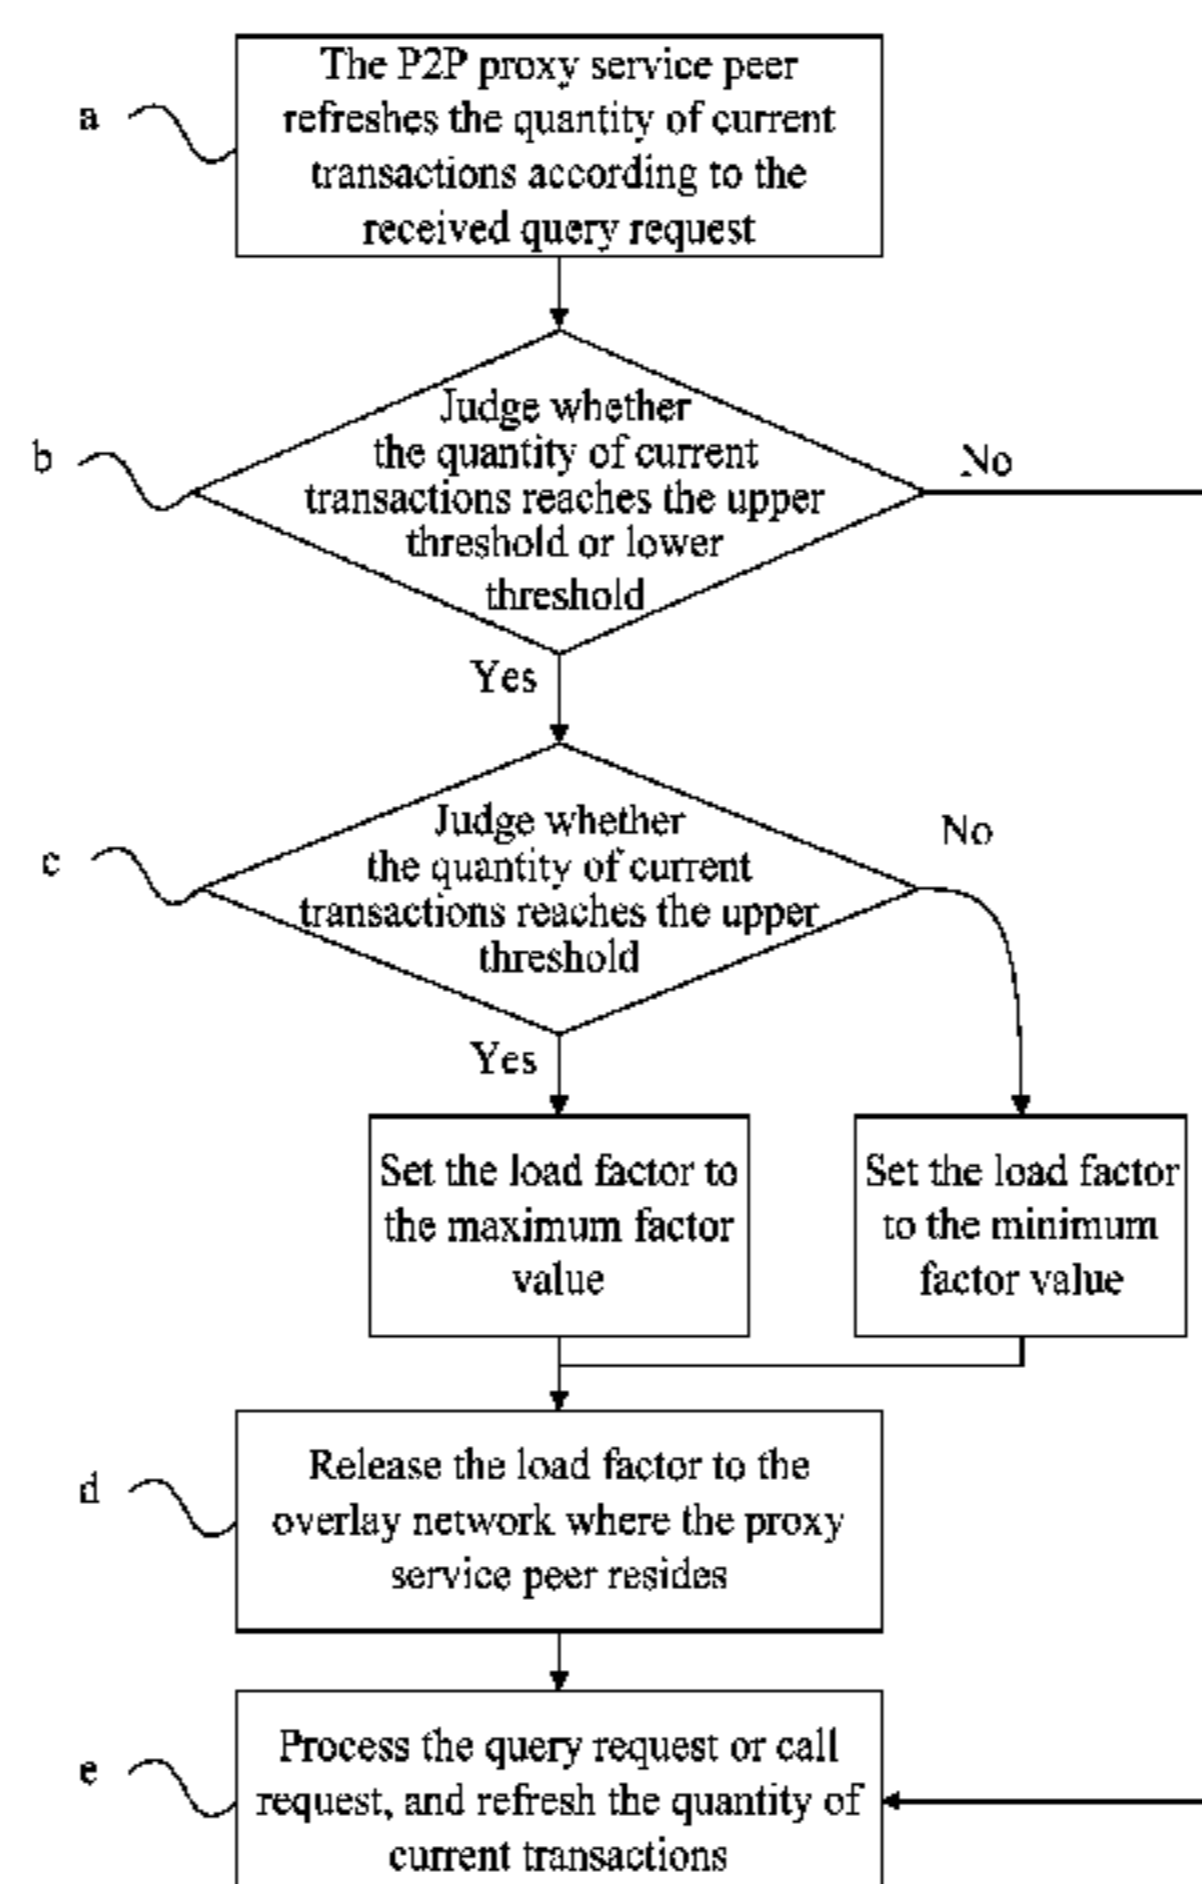 a
The P2P proxy service peer
refreshes the quantity of current
transactions according to the
received query request
b
Judge whether
the quantity of current
transactions reaches the upper
threshold or lower
threshold
No
Yes
c
Judge whether
the quantity of current
transactions reaches the upper
threshold
No
Yes
Set the load factor to
the maximum factor
value
Set the load factor
to the minimum
factor value
d
Release the load factor to the
overlay network where the proxy
service peer resides
e
Process the query request or call
request, and refresh the quantity of
current transactions